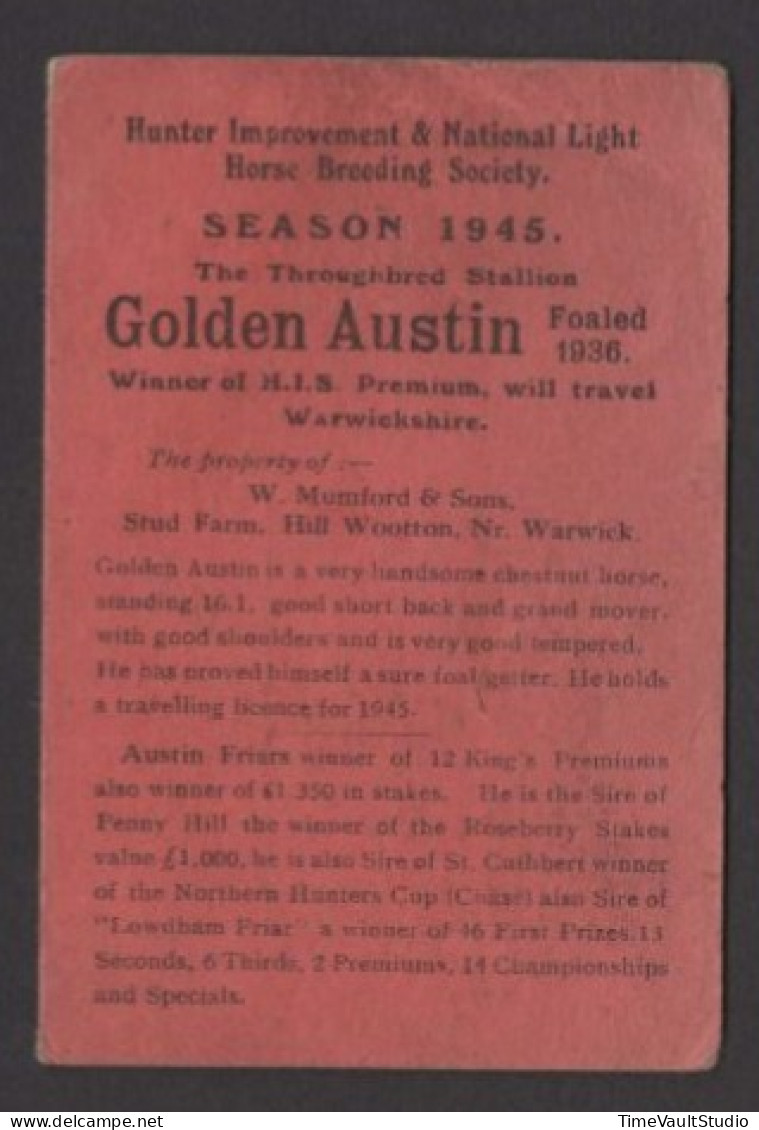 Hunter Improvement & National Light
Horse Breeding Society.
SEASON 1945.
The Throughbred Stallion
Golden Austin Foaled 1936.
Winner of H.I.S. Premium, will travel
Warwickshire.
The property of :—
W. Mumford & Sons,
Stud Farm, Hill Wootton, Nr. Warwick.
Golden Austin is a very handsome chestnut horse,
standing 16.1, good short back and grand mover,
with good shoulders and is very good tempered.
He has proved himself a sure foal getter. He holds
a travelling licence for 1945.
Austin Friars winner of 12 King's Premiums
also winner of £1,350 in stakes. He is the Sire of
Penny Hill the winner of the Roseberry Stakes
value £1,000, he is also Sire of St. Cuthbert winner
of the Northern Hunters Cup (Chase) also Sire of
"Lowdham Friar" a winner of 46 First Prizes, 13
Seconds, 6 Thirds, 2 Premiums, 14 Championships
and Specials.
delcampe.net
TimeVaultStudio